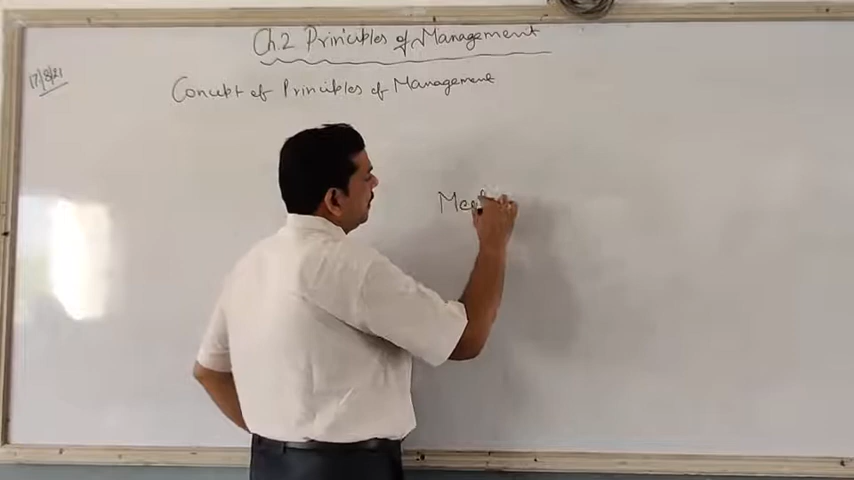 Ch.2 Principles of Management
17/8/21
Concept of Principles of Management